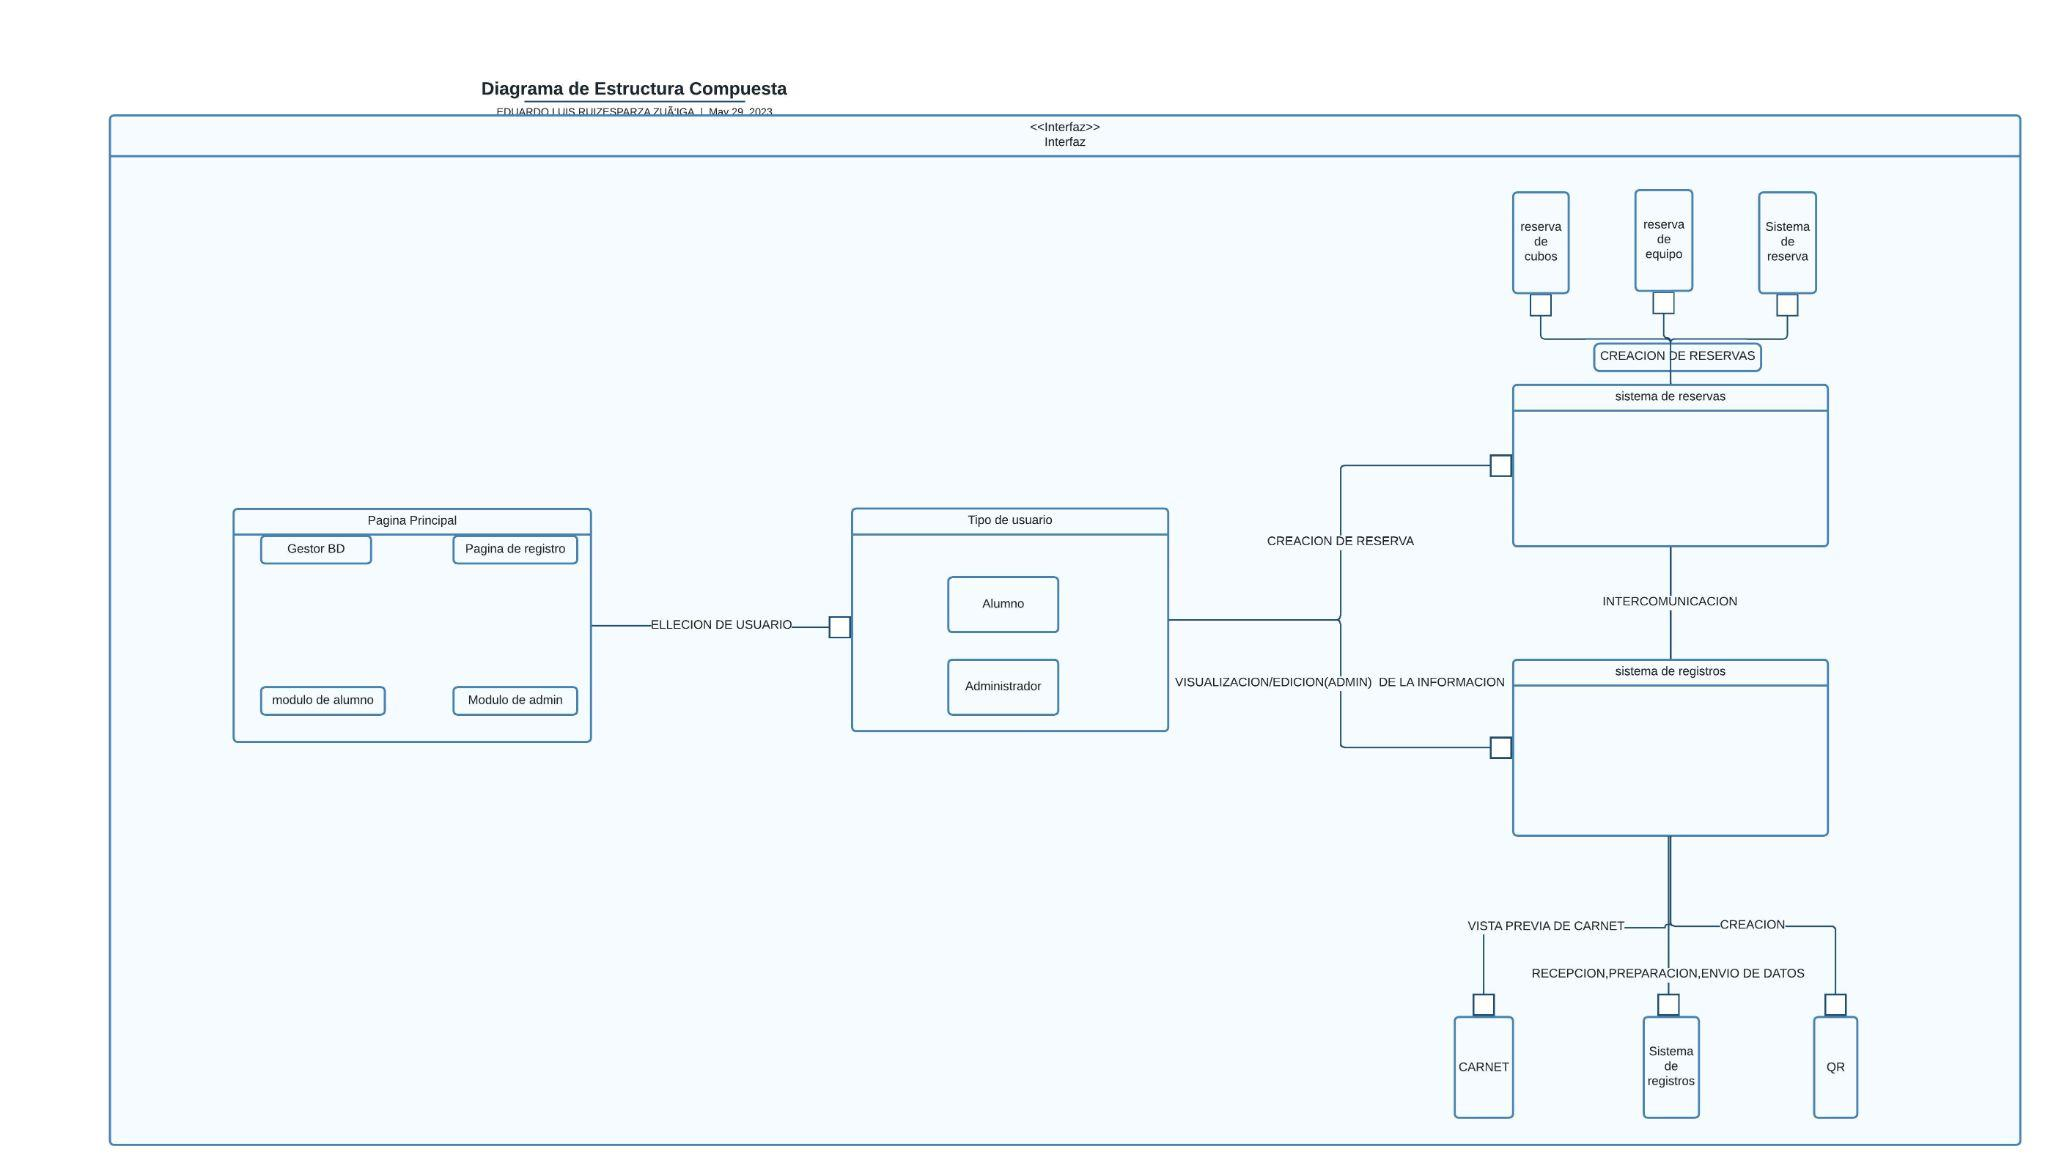 Diagrama de Estructura Compuesta
EDUARDO LUIS RUIZESPARZA ZUÃ'IGA | May 29, 2023
<<Interfaz>>
Interfaz
reserva
de
cubos
reserva
de
equipo
Sistema
de
reserva
CREACION DE RESERVAS
sistema de reservas
Pagina Principal
Gestor BD
Pagina de registro
modulo de alumno
Modulo de admin
ELLECION DE USUARIO
Tipo de usuario
Alumno
Administrador
CREACION DE RESERVA
VISUALIZACION/EDICION(ADMIN) DE LA INFORMACION
INTERCOMUNICACION
sistema de registros
VISTA PREVIA DE CARNET
CREACION
RECEPCION,PREPARACION,ENVIO DE DATOS
CARNET
Sistema
de
registros
QR